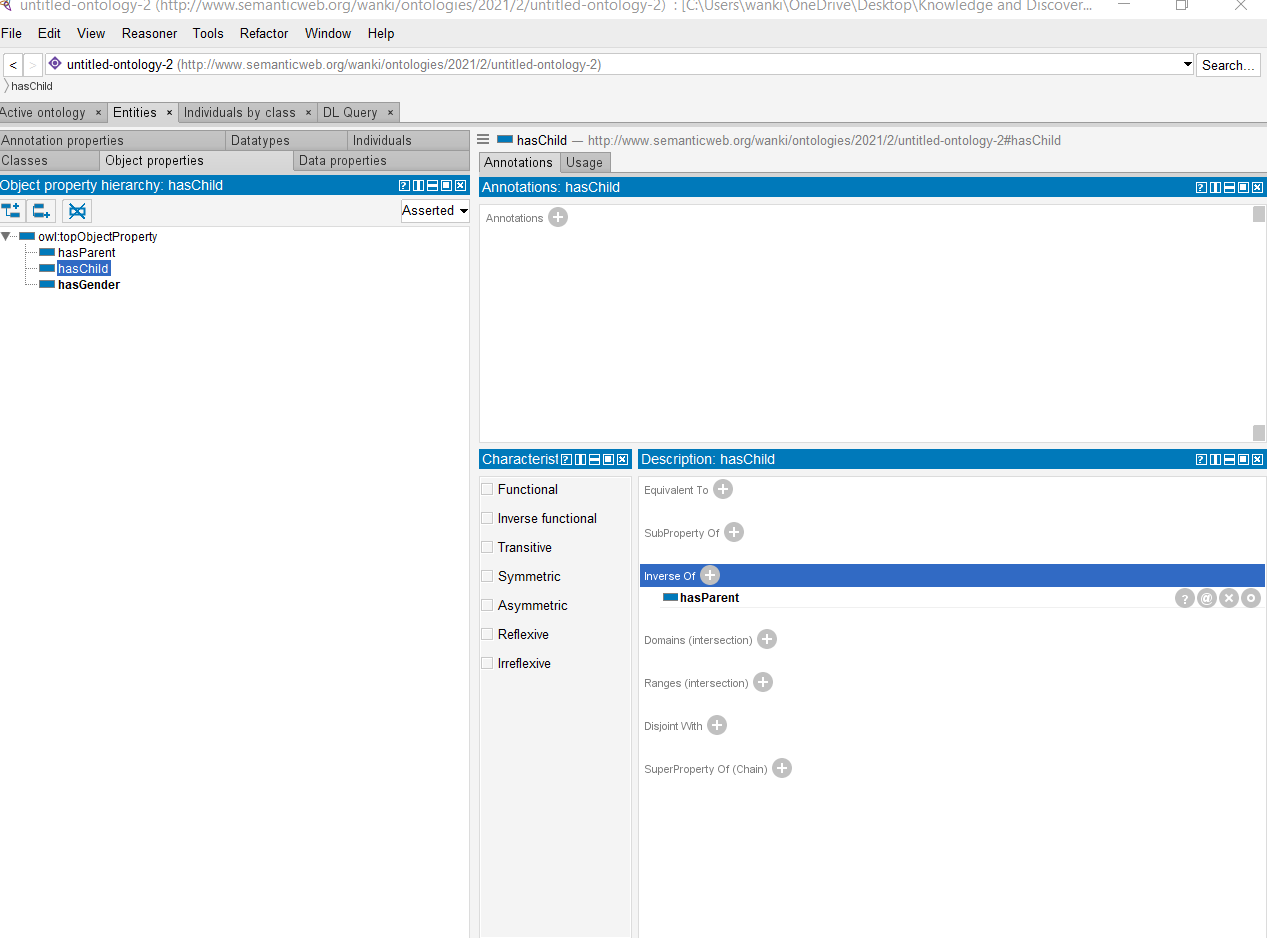 untitled-ontology-2 (http://www.semanticweb.org/wanki/ontologies/2021/2/untitled-ontology-2) : [C:\Users\wanki\OneDrive\Desktop\Knowledge and Discover...
File Edit View Reasoner Tools Refactor Window Help
< > untitled-ontology-2 (http://www.semanticweb.org/wanki/ontologies/2021/2/untitled-ontology-2) Search...
hasChild
Active ontology × Entities × Individuals by class × DL Query ×
Annotation properties Datatypes Individuals
Classes Object properties Data properties
Object property hierarchy: hasChild
Asserted
owl:topObjectProperty
hasParent
hasChild
hasGender
hasChild — http://www.semanticweb.org/wanki/ontologies/2021/2/untitled-ontology-2#hasChild
Annotations Usage
Annotations: hasChild
Annotations
Characterist
Functional
Inverse functional
Transitive
Symmetric
Asymmetric
Reflexive
Irreflexive
Description: hasChild
Equivalent To
SubProperty Of
Inverse Of
hasParent
Domains (intersection)
Ranges (intersection)
Disjoint With
SuperProperty Of (Chain)